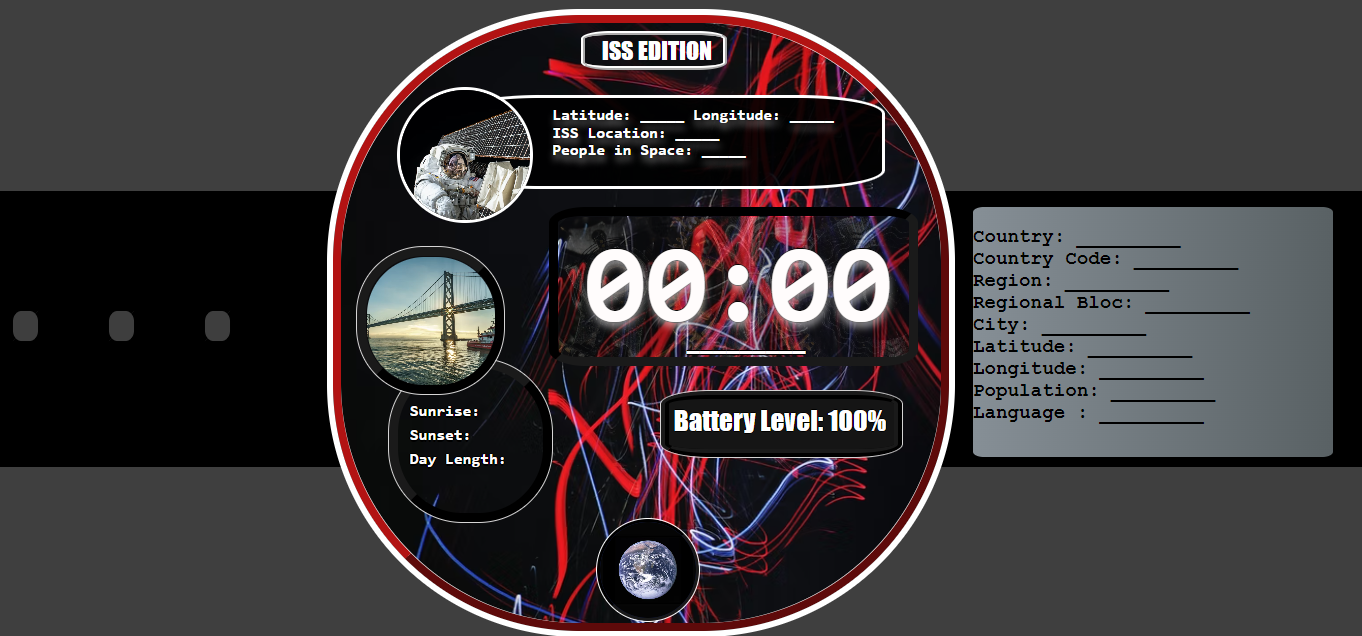 ISS EDITION
Latitude: _____ Longitude: _____
ISS Location: _____
People in Space: _____
00:00
Sunrise:
Sunset:
Day Length:
Battery Level: 100%
Country: _________
Country Code: _________
Region: _________
Regional Bloc: _________
City: _________
Latitude: _________
Longitude: _________
Population: _________
Language : _________